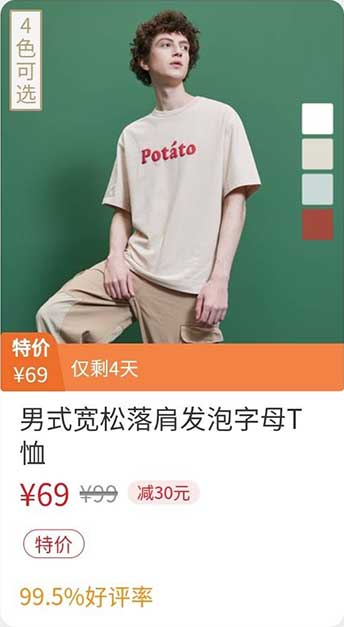 4
色
可
选
Potáto
特价
¥69
仅剩4天
男式宽松落肩发泡字母T
恤
¥69 ¥99 减30元
特价
99.5%好评率